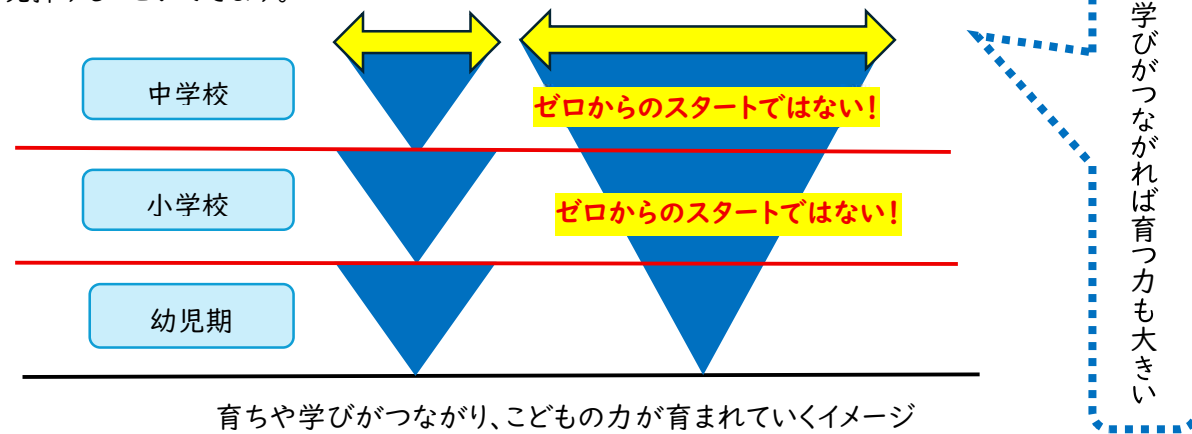 中学校
ゼロからのスタートではない!
小学校
ゼロからのスタートではない!
幼児期
育ちや学びがつながり、こどもの力が育まれていくイメージ
学びがつながれば育つ力も大きい